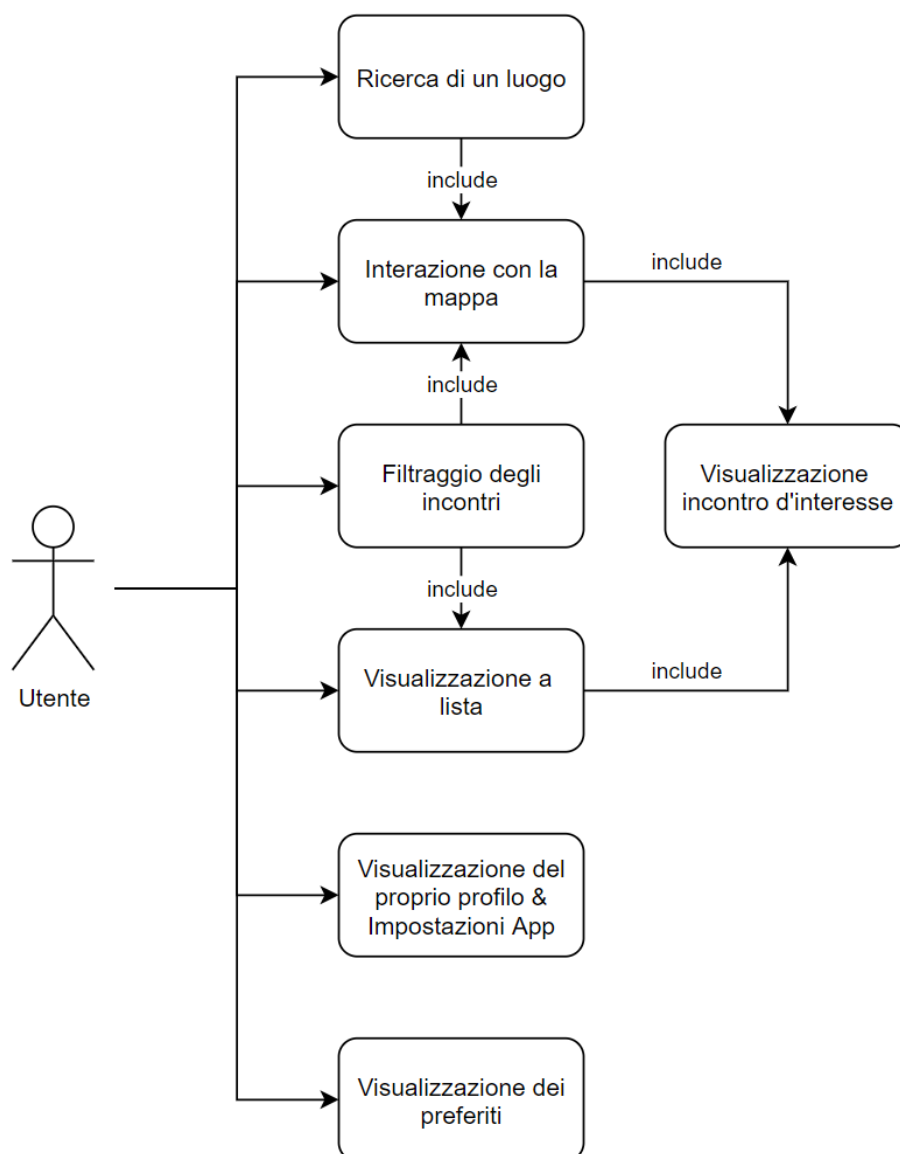 Ricerca di un luogo
include
Interazione con la
mappa
include
include
Filtraggio degli
incontri
Visualizzazione
incontro d'interesse
include
Visualizzazione a
lista
include
Utente
Visualizzazione del
proprio profilo &
Impostazioni App
Visualizzazione dei
preferiti